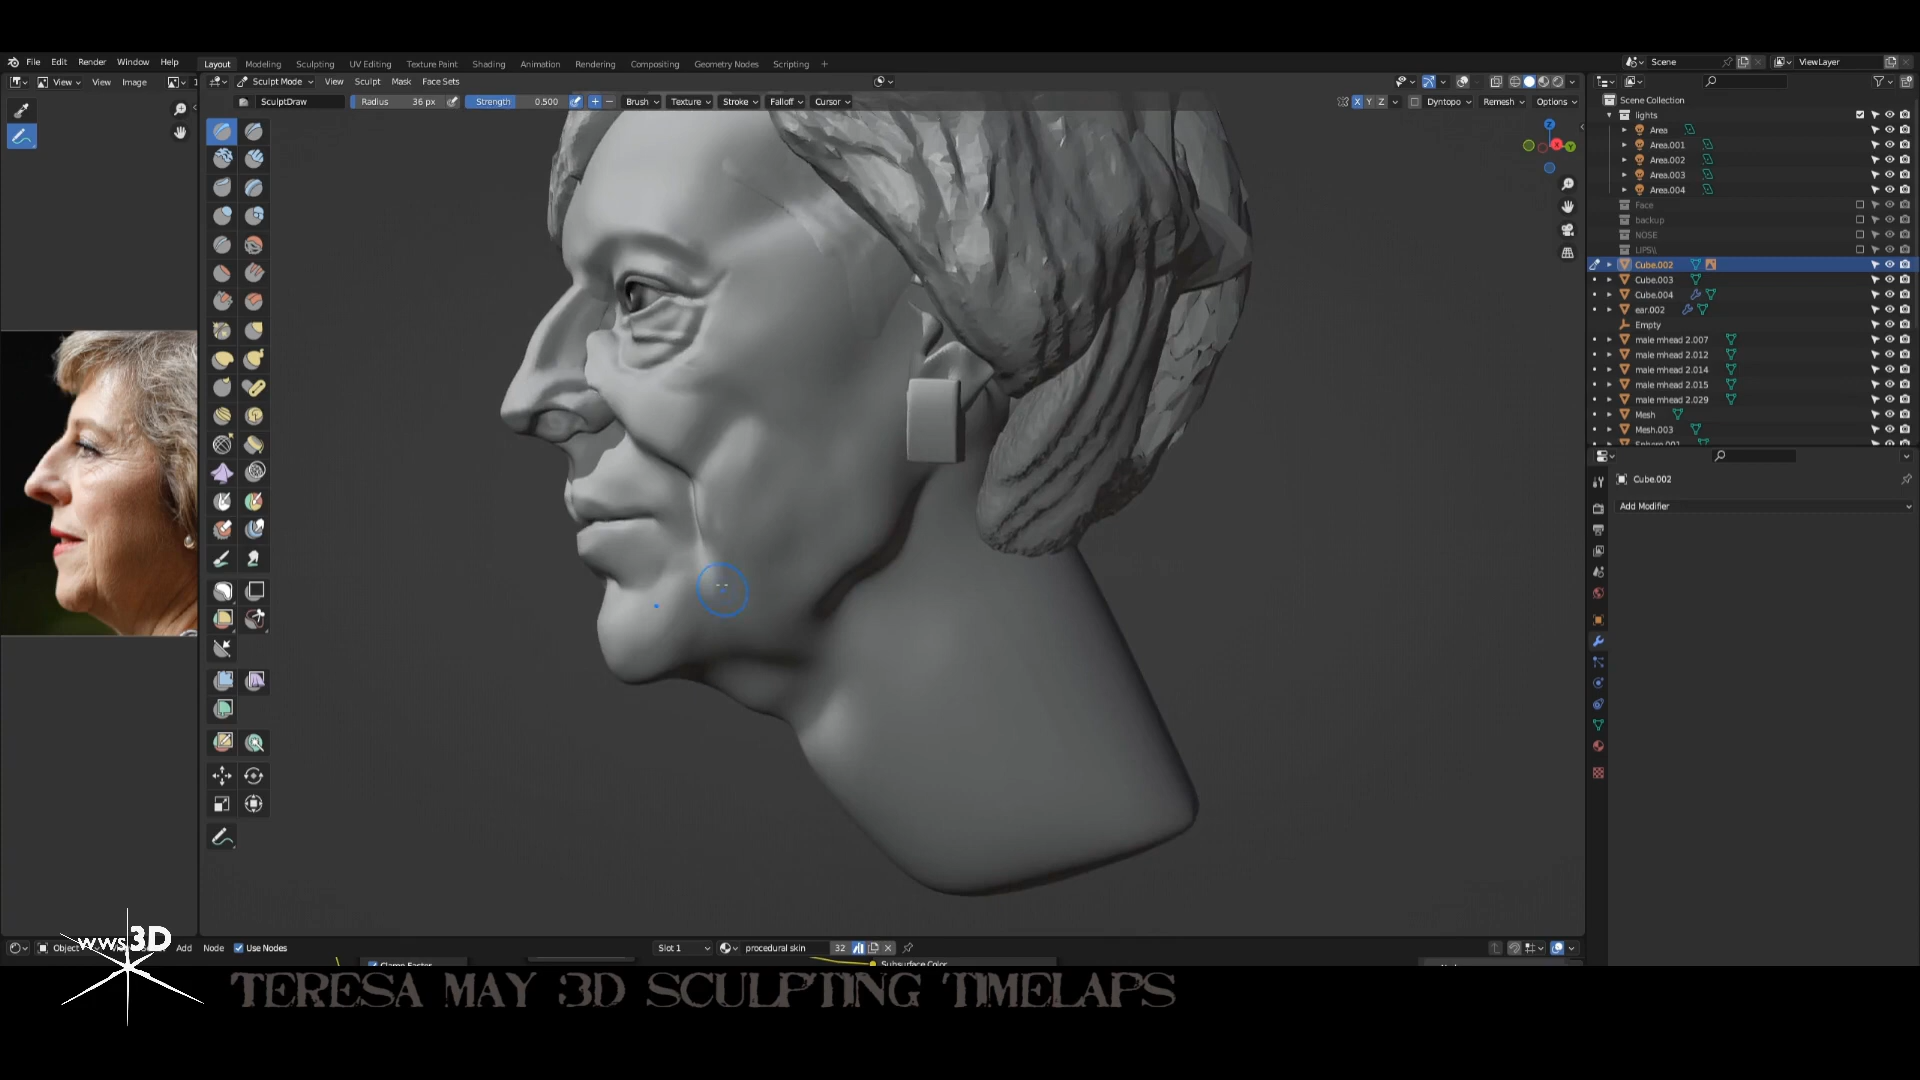 File Edit Render Window Help Layout Modeling Sculpting UV Editing Texture Paint Shading Animation Rendering Compositing Geometry Nodes Scripting + Scene ViewLayer
View View Image Sculpt Mode View Sculpt Mask Face Sets
SculptDraw Radius 36 px Strength 0.500 Brush Texture Stroke Falloff Cursor X Y Z Dyntopo Remesh Options
Scene Collection
lights
Area
Area.001
Area.002
Area.003
Area.004
Face
backup
NOSE
LIPS\\
Cube.002
Cube.003
Cube.004
ear.002
Empty
male mhead 2.007
male mhead 2.012
male mhead 2.014
male mhead 2.015
male mhead 2.029
Mesh
Mesh.003
Sphere.001
Cube.002
Add Modifier
Z
X
Y
wws3D
Object Add Node Use Nodes Slot 1 procedural skin 32
Clamp Factor Subsurface Color
TERESA MAY 3D SCULPTING TIMELAPS